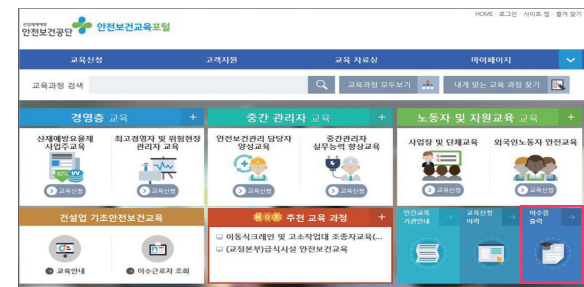 HOME · 로그인 · 사이트 맵 · 즐겨 찾기
안전보건공단 안전보건교육포털
교육신청 고객지원 교육 자료실 마이페이지
교육과정 검색 교육과정 모두보기 내게 맞는 교육 과정 찾기
경영층 교육 + 중간 관리자 교육 + 노동자 및 지원교육 교육 +
산재예방요율제
사업주교육
최고경영자 및 위험현장
관리자 교육
안전보건관리 담당자
양성교육
중간관리자
실무능력 향상교육
사업장 및 단체교육 외국인노동자 안전교육
10% W
교육신청 교육신청 교육신청 교육신청 교육신청 교육신청
건설업 기초안전보건교육
교육안내 이수근로자 조회
HOT 추천 교육 과정 +
이동식크레인 및 고소작업대 조종자교육(...
(교정본부)급식시설 안전보건교육
민간교육
기관안내
교육신청
이력
이수증
출력